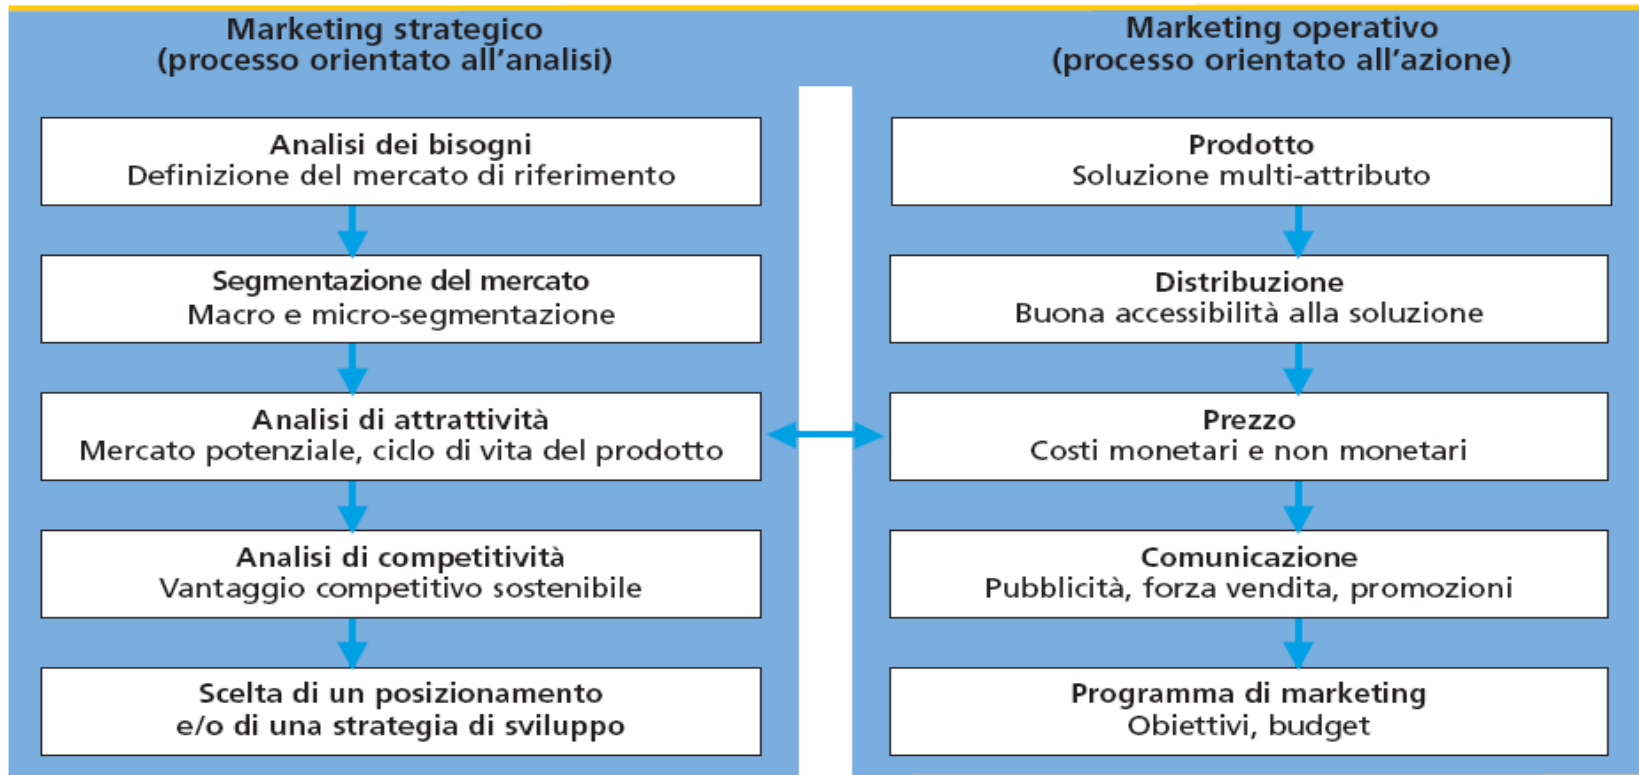 Marketing strategico
(processo orientato all'analisi)
Analisi dei bisogni
Definizione del mercato di riferimento
Segmentazione del mercato
Macro e micro-segmentazione
Analisi di attrattività
Mercato potenziale, ciclo di vita del prodotto
Analisi di competitività
Vantaggio competitivo sostenibile
Scelta di un posizionamento
e/o di una strategia di sviluppo
Marketing operativo
(processo orientato all'azione)
Prodotto
Soluzione multi-attributo
Distribuzione
Buona accessibilità alla soluzione
Prezzo
Costi monetari e non monetari
Comunicazione
Pubblicità, forza vendita, promozioni
Programma di marketing
Obiettivi, budget